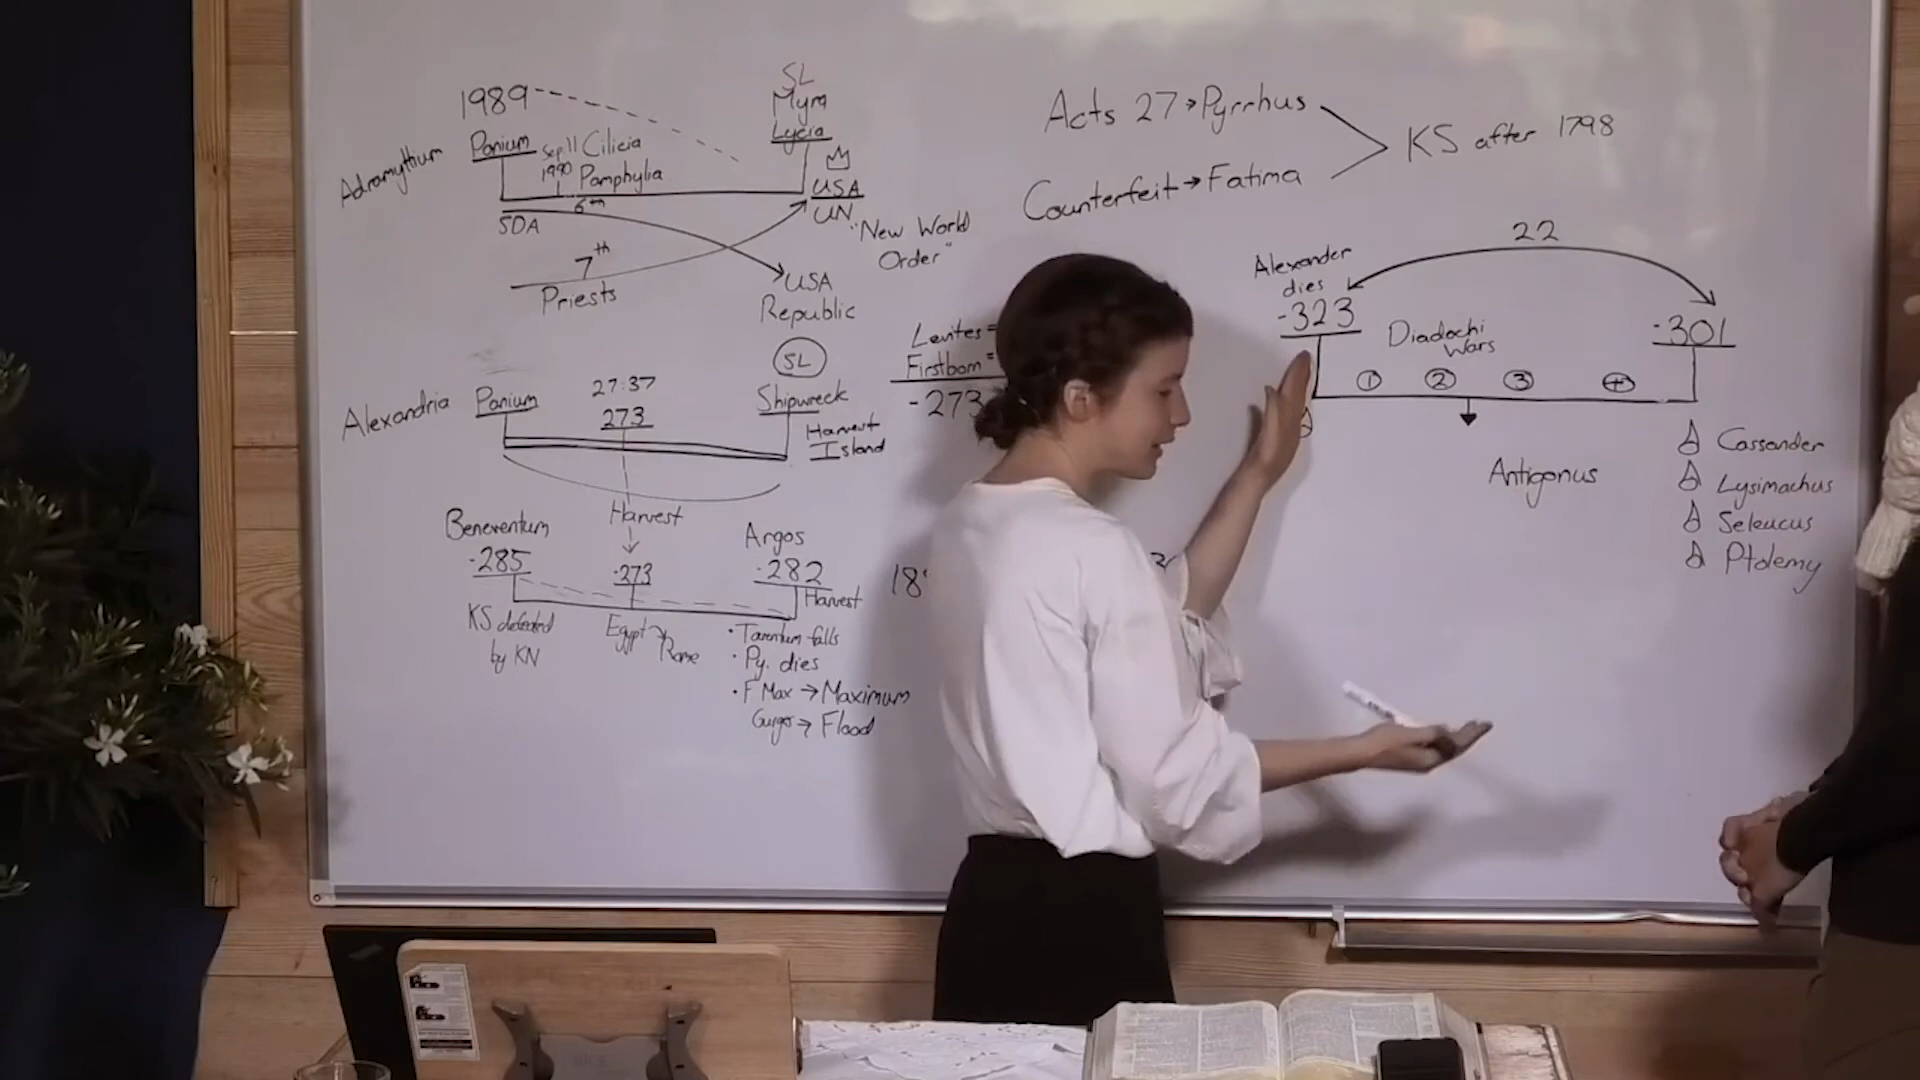 1989
SL
Myra
Lycia
Adramyttium
Panium
Sep 11
1990
Cilicia
Pamphylia
6th
USA
UN
"New World
Order"
SDA
7th
Priests
USA
Republic
SL
Alexandria
Panium
27:37
273
Shipwreck
Harvest
Island
Harvest
Beneventum
-285
-273
Argos
-282
Harvest
KS defeated
by KN
Egypt
Rome
• Tarentum falls
• Py. dies
• F Max → Maximum
Gurges → Flood
Levites =
Firstborn =
-273
18
Acts 27 → Pyrrhus
Counterfeit → Fatima
KS after 1798
22
Alexander
dies
-323
Diadochi
Wars
-301
1 2 3 4
Antigonus
Cassander
Lysimachus
Seleucus
Ptolemy